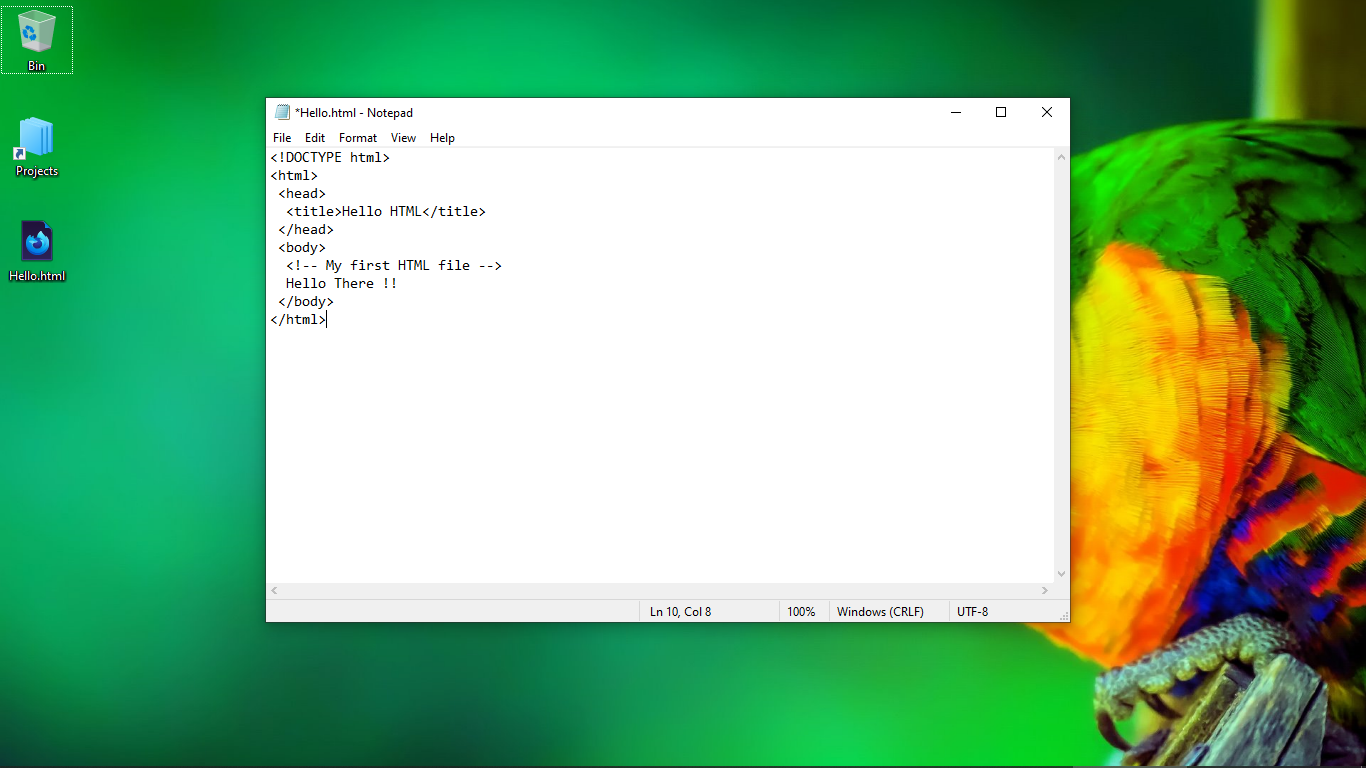 Bin
Projects
Hello.html
*Hello.html - Notepad
File Edit Format View Help
<!DOCTYPE html>
<html>
 <head>
  <title>Hello HTML</title>
 </head>
 <body>
  <!-- My first HTML file -->
  Hello There !!
 </body>
</html>
Ln 10, Col 8 100% Windows (CRLF) UTF-8